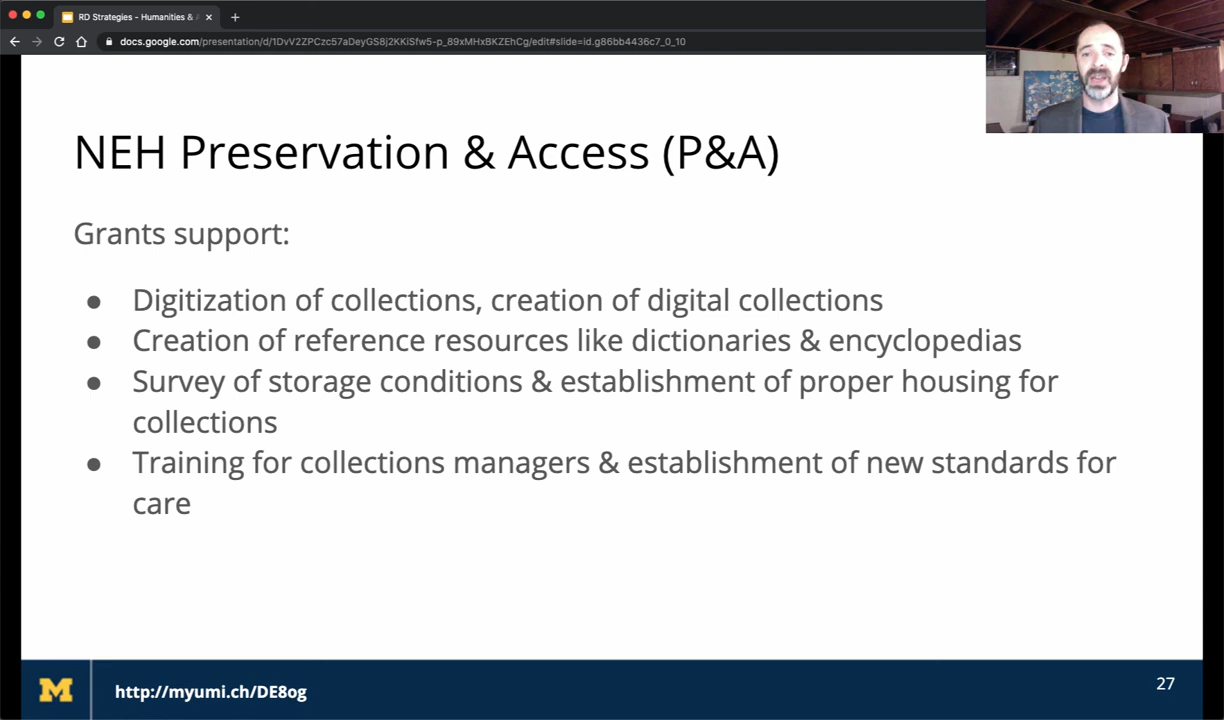 RD Strategies - Humanities & A
docs.google.com/presentation/d/1DvV2ZPCzc57aDeyGS8j2KKiSfw5-p_89xMHxBKZEhCg/edit#slide=id.g86bb4436c7_0_10
NEH Preservation & Access (P&A)
Grants support:
● Digitization of collections, creation of digital collections
● Creation of reference resources like dictionaries & encyclopedias
● Survey of storage conditions & establishment of proper housing for
collections
● Training for collections managers & establishment of new standards for
care
M
http://myumi.ch/DE8og
27